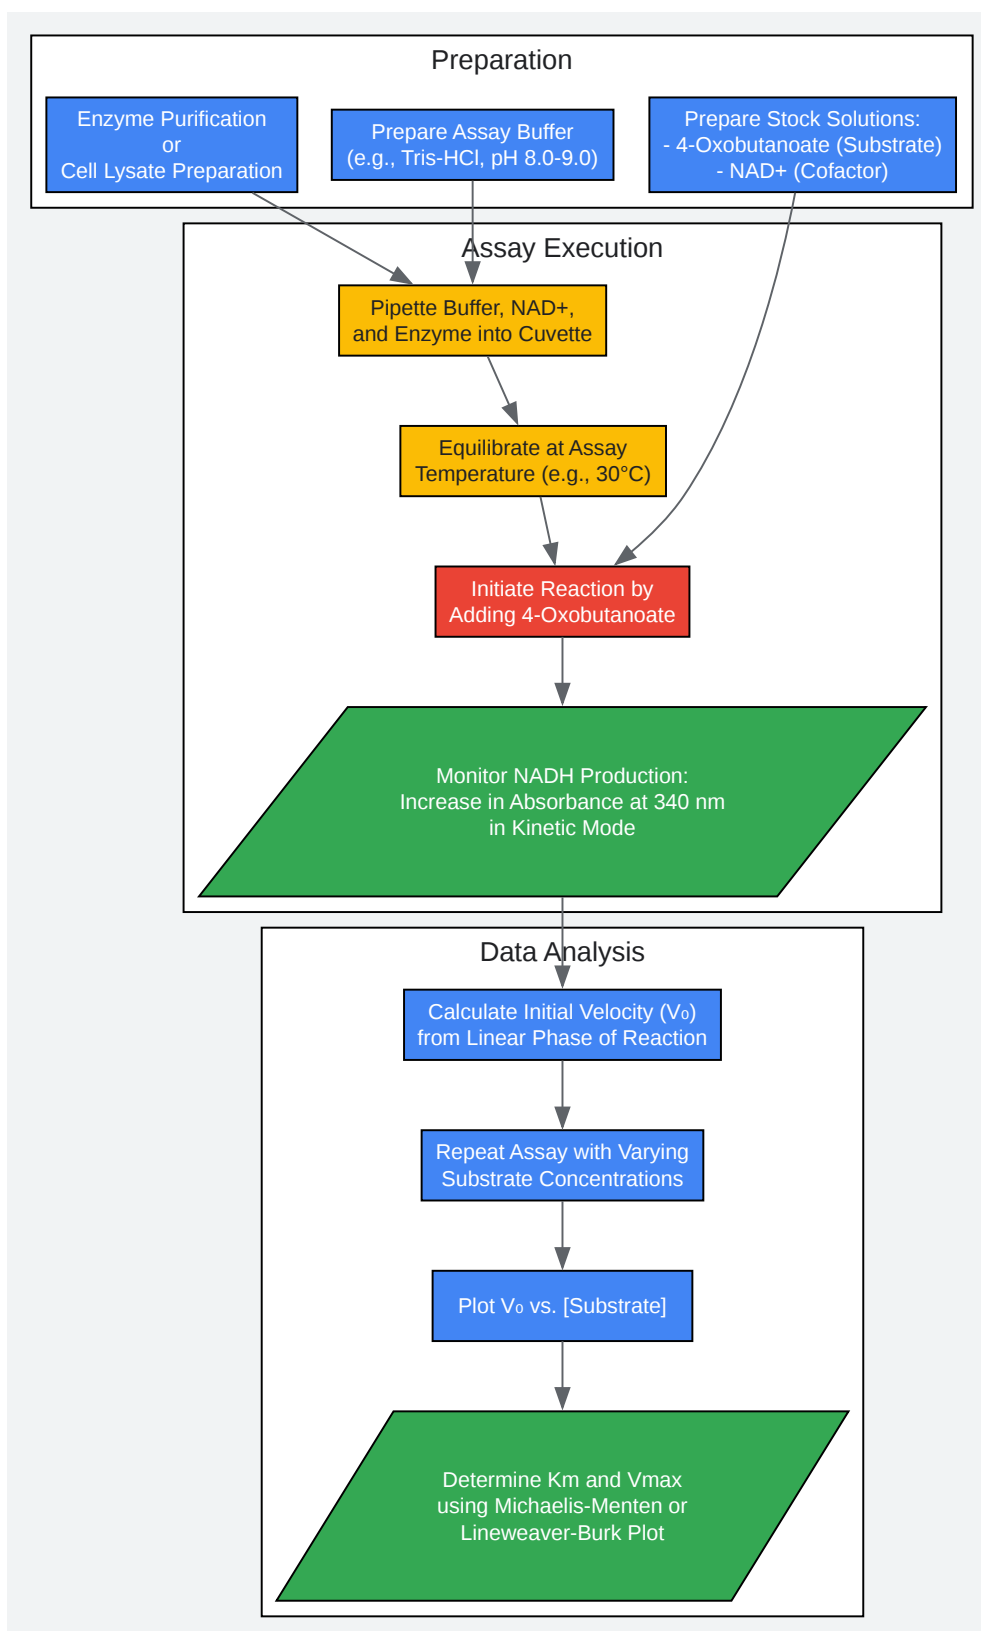 Preparation
Enzyme Purification
or
Cell Lysate Preparation
Prepare Assay Buffer
(e.g., Tris-HCl, pH 8.0-9.0)
Prepare Stock Solutions:
- 4-Oxobutanoate (Substrate)
- NAD+ (Cofactor)
Assay Execution
Pipette Buffer, NAD+,
and Enzyme into Cuvette
Equilibrate at Assay
Temperature (e.g., 30°C)
Initiate Reaction by
Adding 4-Oxobutanoate
Monitor NADH Production:
Increase in Absorbance at 340 nm
in Kinetic Mode
Data Analysis
Calculate Initial Velocity (V₀)
from Linear Phase of Reaction
Repeat Assay with Varying
Substrate Concentrations
Plot V₀ vs. [Substrate]
Determine Km and Vmax
using Michaelis-Menten or
Lineweaver-Burk Plot